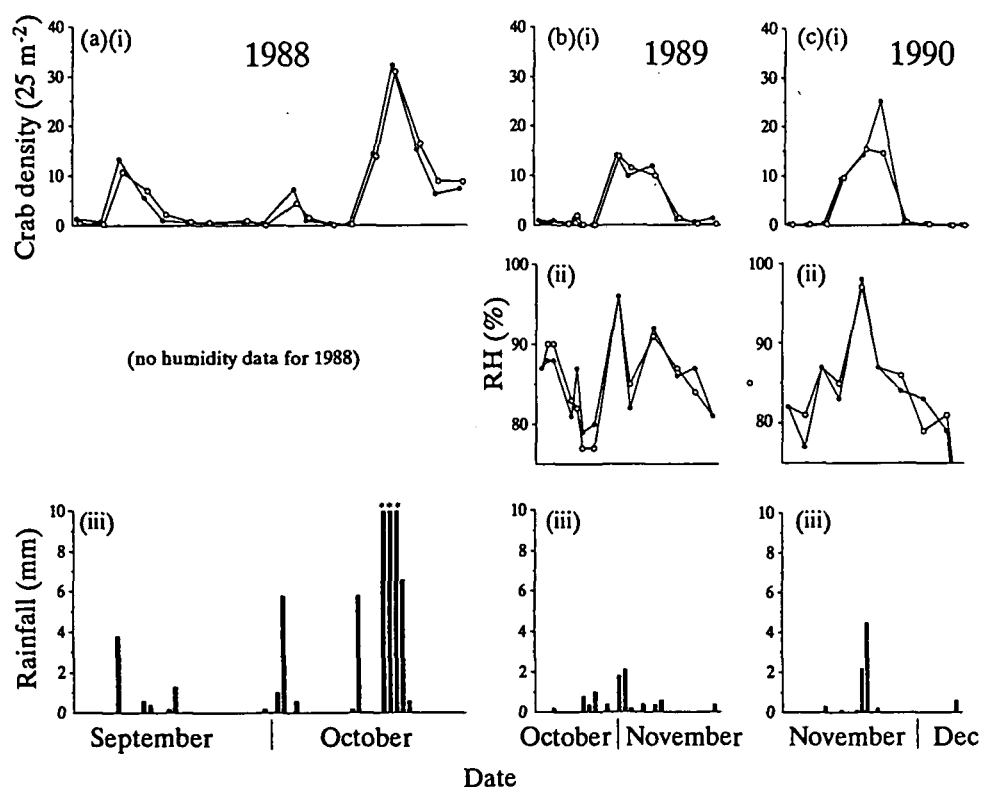 (a)(i) 1988
(b)(i) 1989
(c)(i) 1990
Crab density (25 m⁻²)
40
30
20
10
0
40
30
20
10
0
40
30
20
10
0
(no humidity data for 1988)
RH (%)
(ii)
100
90
80
(ii)
100
90
80
Rainfall (mm)
(iii)
10
8
6
4
2
0
* * *
(iii)
10
8
6
4
2
0
(iii)
10
8
6
4
2
0
September | October
October | November
November | Dec
Date